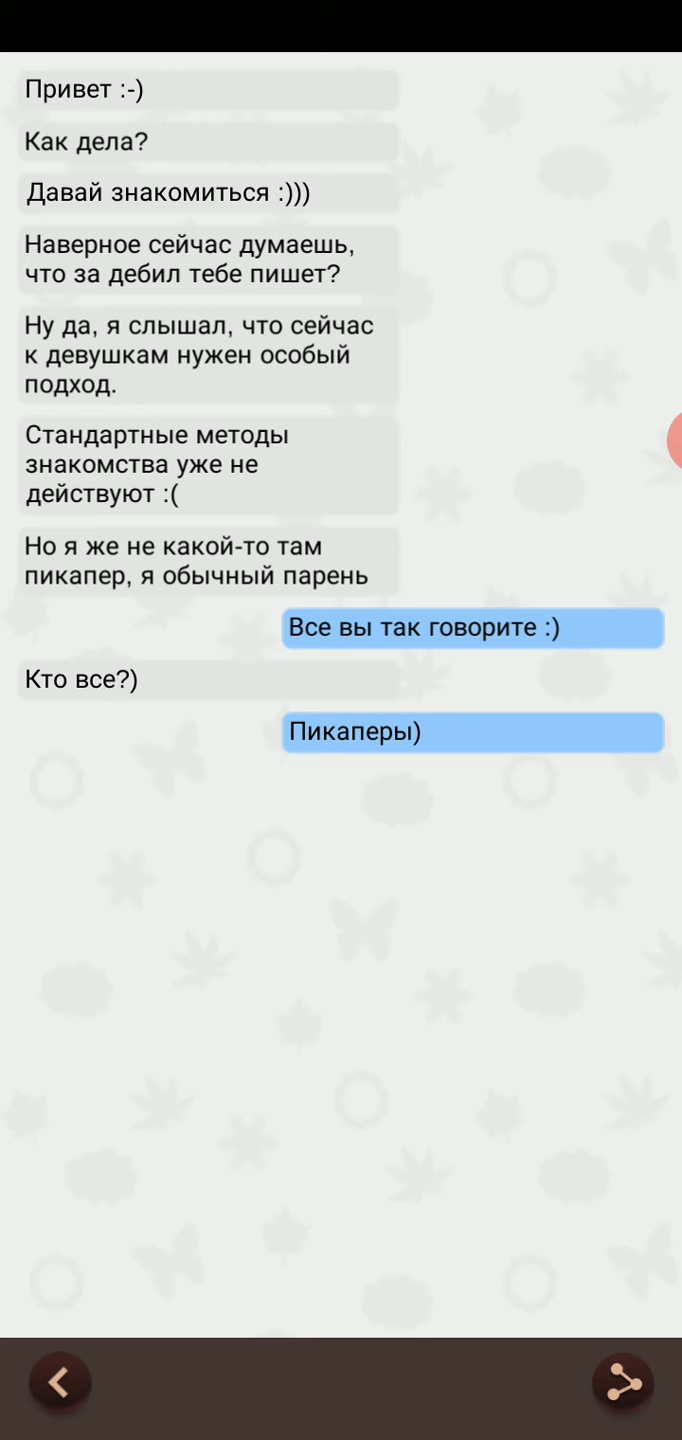 Привет :-)
Как дела?
Давай знакомиться :)))
Наверное сейчас думаешь,
что за дебил тебе пишет?
Ну да, я слышал, что сейчас
к девушкам нужен особый
подход.
Стандартные методы
знакомства уже не
действуют :(
Но я же не какой-то там
пикапер, я обычный парень
Все вы так говорите :)
Кто все?)
Пикаперы)